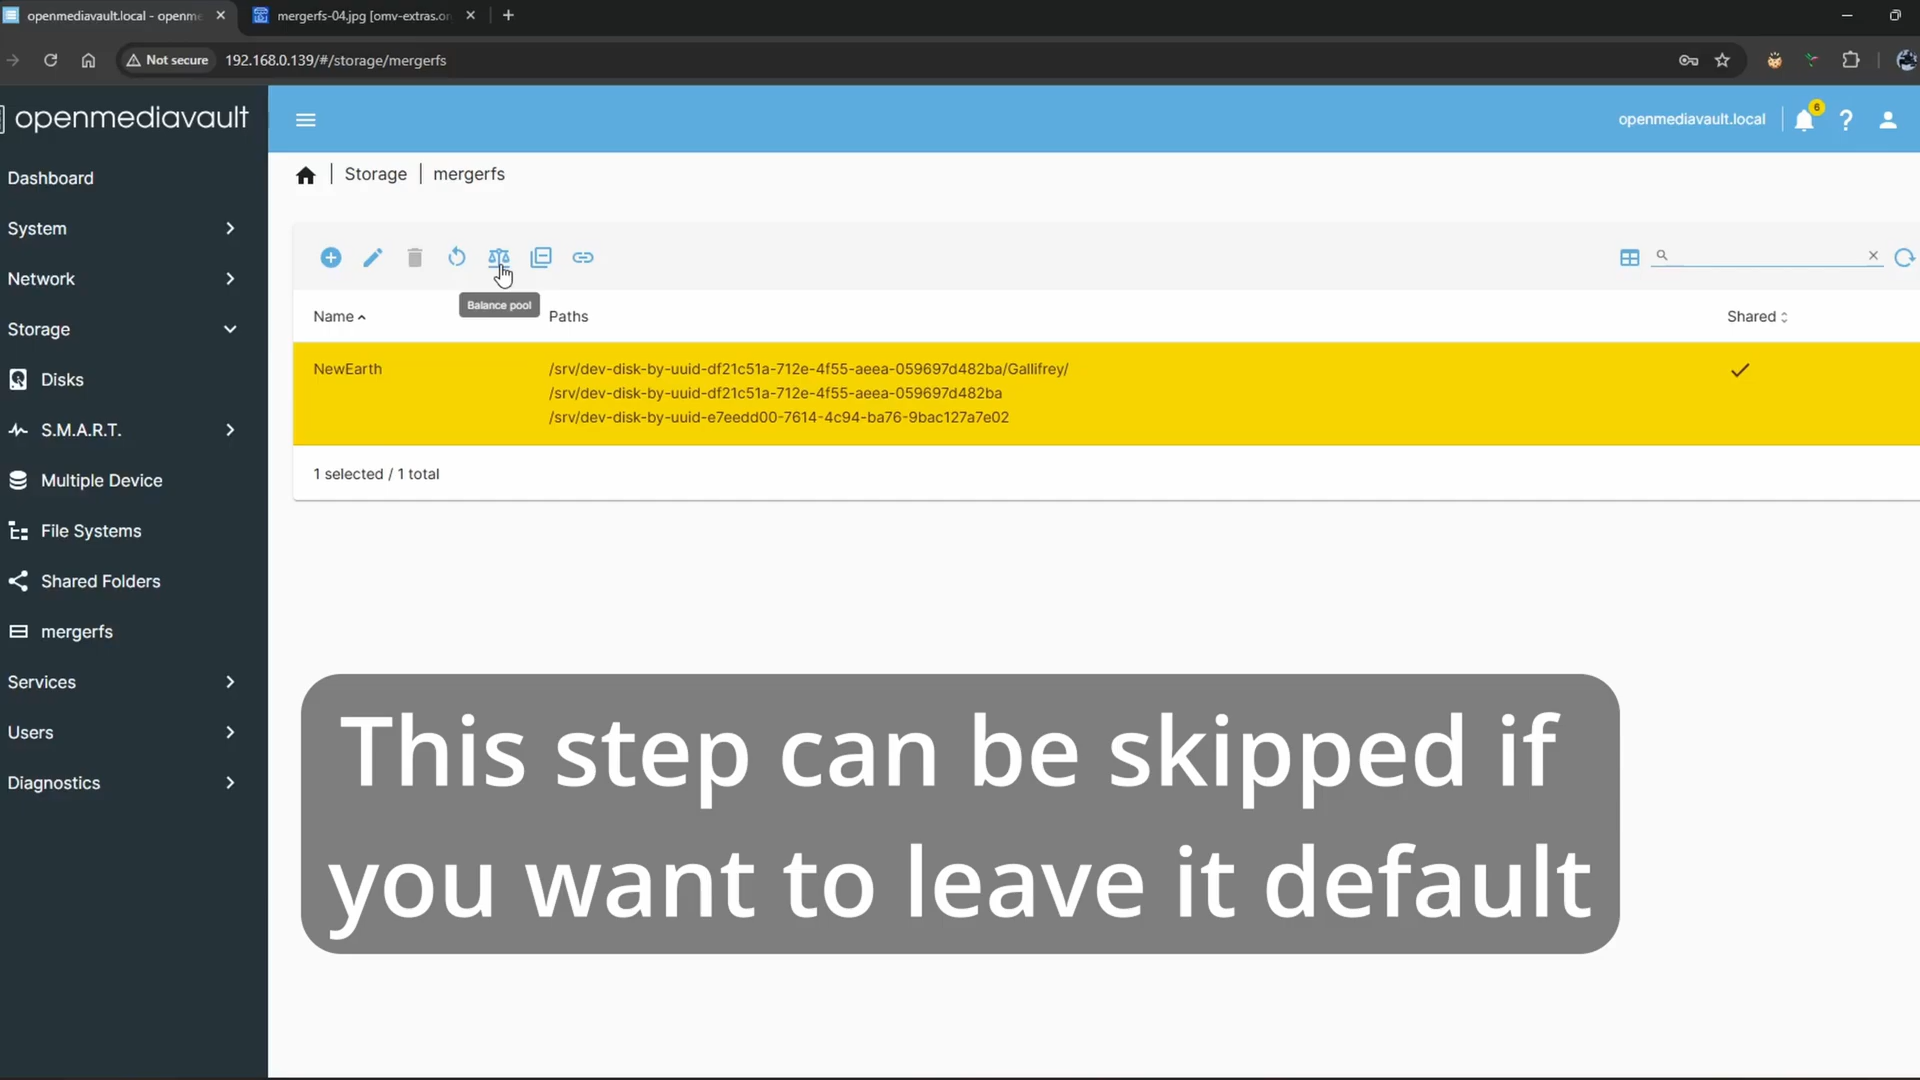 openmediavault.local - openme
mergerfs-04.jpg [omv-extras.or
Not secure
192.168.0.139/#/storage/mergerfs
openmediavault
openmediavault.local
6
Storage | mergerfs
Dashboard
System
Network
Storage
Disks
S.M.A.R.T.
Multiple Device
File Systems
Shared Folders
mergerfs
Services
Users
Diagnostics
Balance pool
Name
Paths
Shared
NewEarth
/srv/dev-disk-by-uuid-df21c51a-712e-4f55-aeea-059697d482ba/Gallifrey/
/srv/dev-disk-by-uuid-df21c51a-712e-4f55-aeea-059697d482ba
/srv/dev-disk-by-uuid-e7eedd00-7614-4c94-ba76-9bac127a7e02
1 selected / 1 total
This step can be skipped if
you want to leave it default